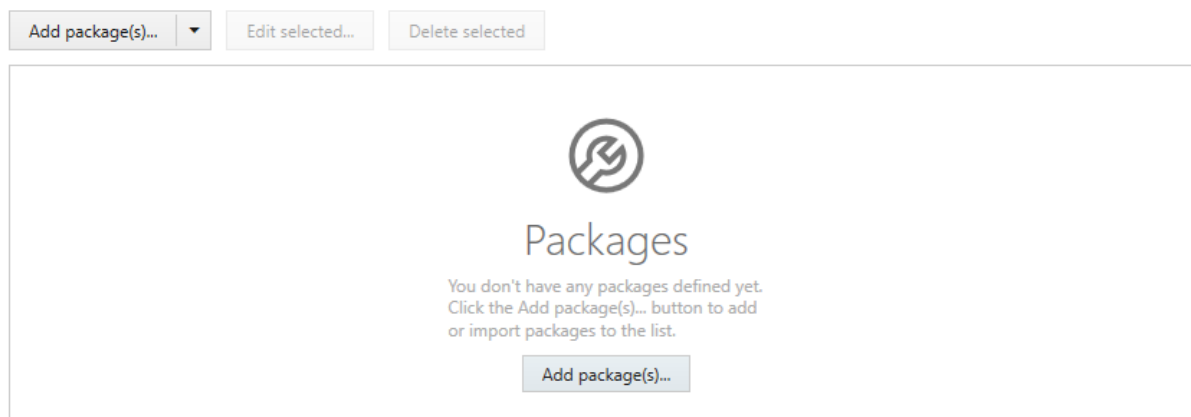 Add package(s)...
Edit selected...
Delete selected
Packages
You don't have any packages defined yet.
Click the Add package(s)... button to add
or import packages to the list.
Add package(s)...